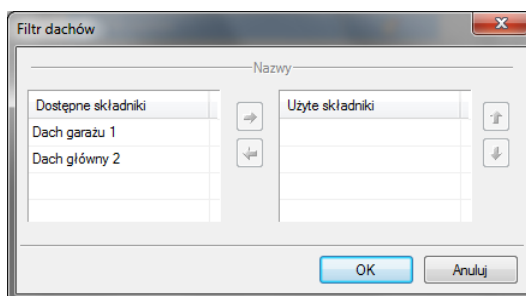 Filtr dachów
Nazwy
Dostępne składniki
Dach garażu 1
Dach główny 2
Użyte składniki
OK
Anuluj